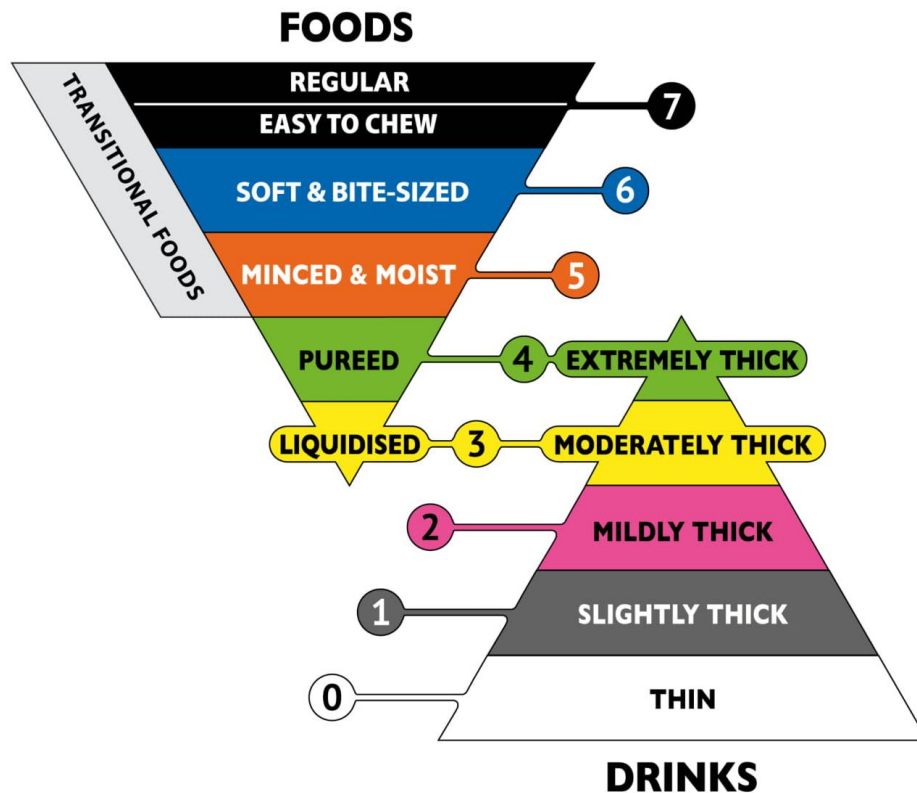 FOODS
TRANSITIONAL FOODS
REGULAR
7
EASY TO CHEW
SOFT & BITE-SIZED
6
MINCED & MOIST
5
PUREED
4
EXTREMELY THICK
LIQUIDISED
3
MODERATELY THICK
2
MILDLY THICK
1
SLIGHTLY THICK
0
THIN
DRINKS